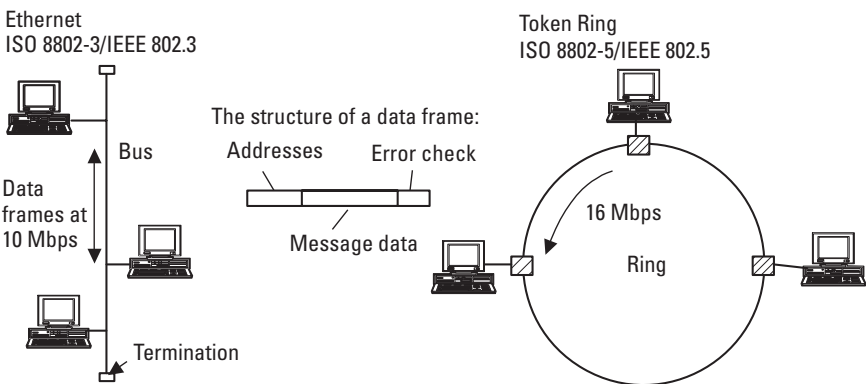 Ethernet
ISO 8802-3/IEEE 802.3
Bus
Data
frames at
10 Mbps
Termination
The structure of a data frame:
Addresses
Error check
Message data
Token Ring
ISO 8802-5/IEEE 802.5
16 Mbps
Ring